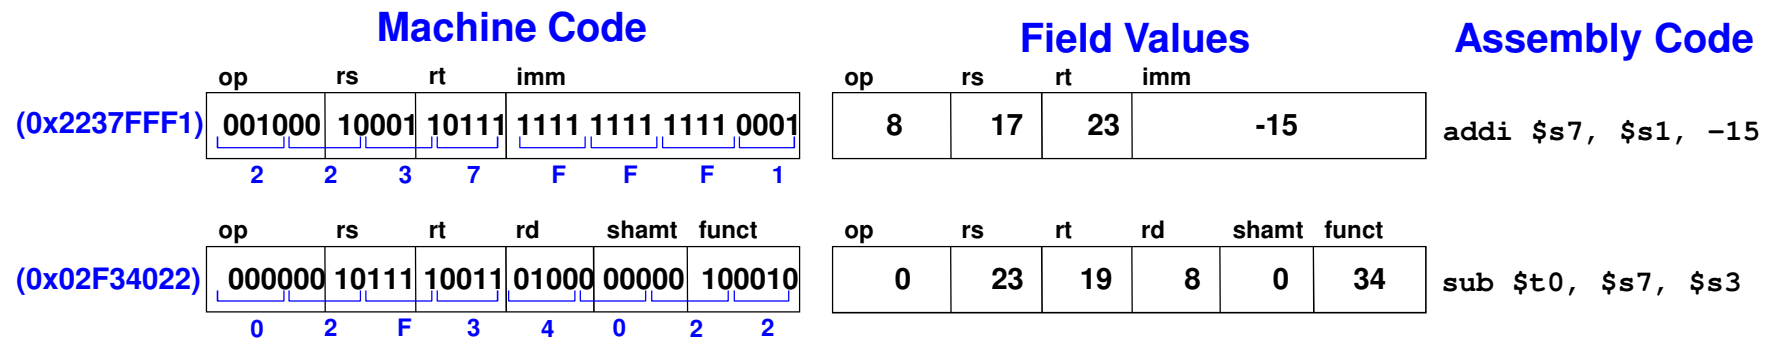 Machine Code Field Values Assembly Code
op rs rt imm op rs rt imm
(0x2237FFF1) 001000 10001 10111 1111 1111 1111 0001 8 17 23 -15 addi $s7, $s1, –15
2 2 3 7 F F F 1
op rs rt rd shamt funct op rs rt rd shamt funct
(0x02F34022) 000000 10111 10011 01000 00000 100010 0 23 19 8 0 34 sub $t0, $s7, $s3
0 2 F 3 4 0 2 2